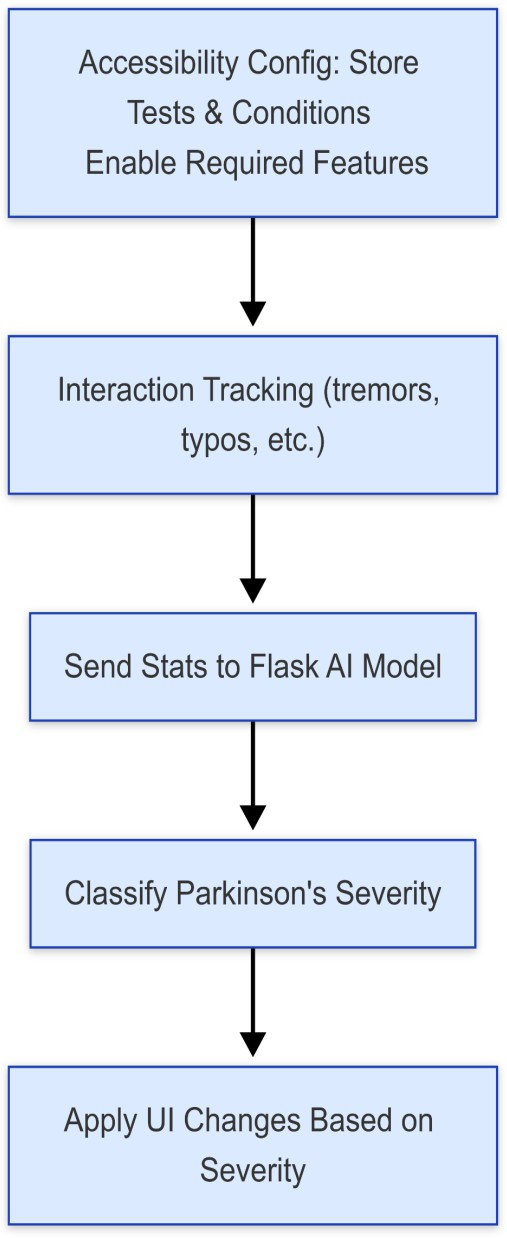 Accessibility Config: Store
Tests & Conditions
Enable Required Features
Interaction Tracking (tremors,
typos, etc.)
Send Stats to Flask AI Model
Classify Parkinson's Severity
Apply UI Changes Based on
Severity